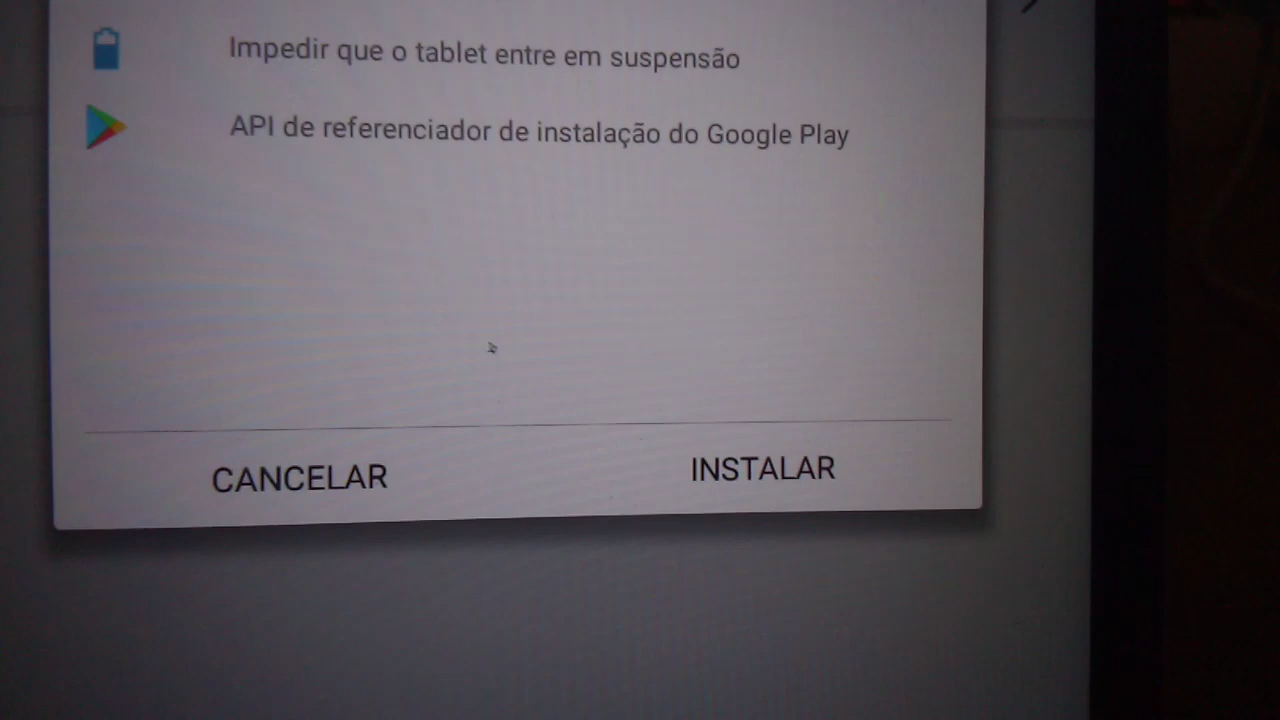 Impedir que o tablet entre em suspensão
API de referenciador de instalação do Google Play
CANCELAR
INSTALAR